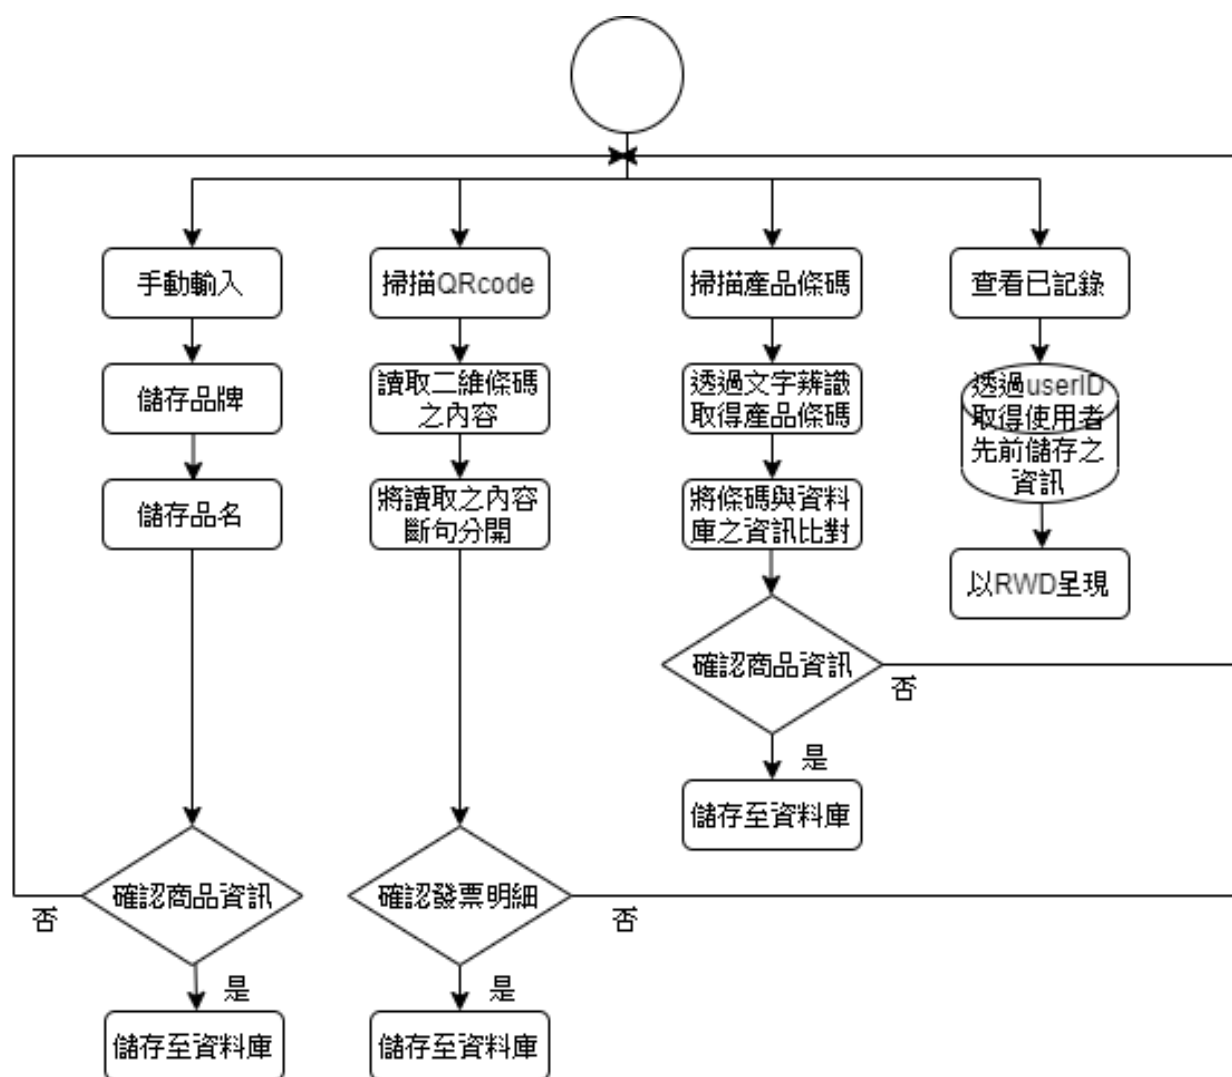 手動輸入
儲存品牌
儲存品名
確認商品資訊
否
是
儲存至資料庫
掃描QRcode
讀取二維條碼
之內容
將讀取之內容
斷句分開
確認發票明細
否
是
儲存至資料庫
掃描產品條碼
透過文字辨識
取得產品條碼
將條碼與資料
庫之資訊比對
確認商品資訊
否
是
儲存至資料庫
查看已記錄
透過userID
取得使用者
先前儲存之
資訊
以RWD呈現